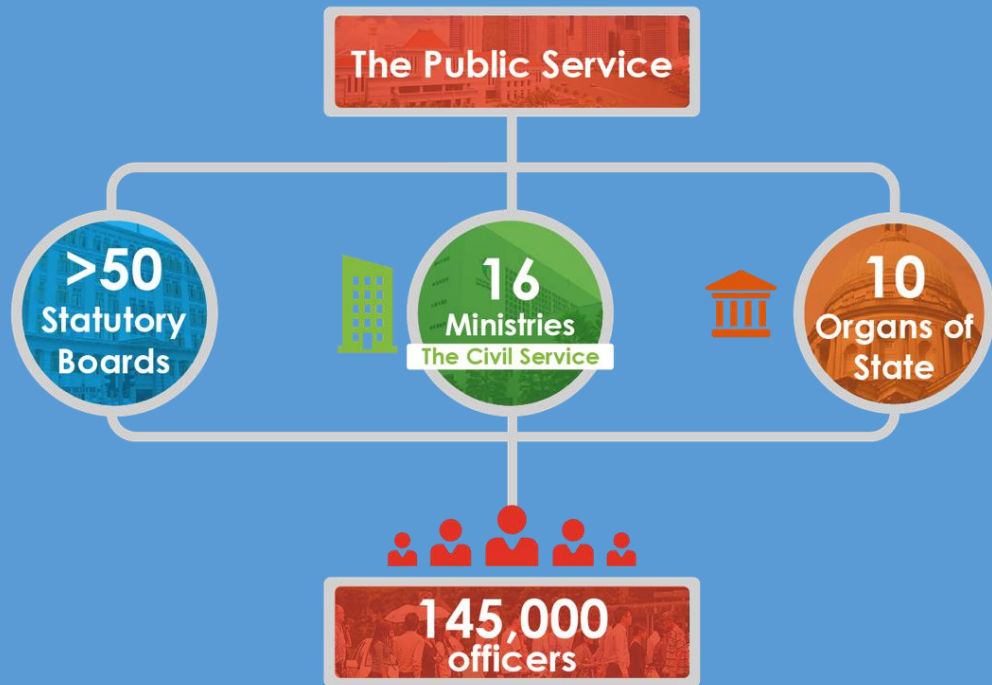 The Public Service
>50
Statutory
Boards
16
Ministries
The Civil Service
10
Organs of
State
145,000
officers